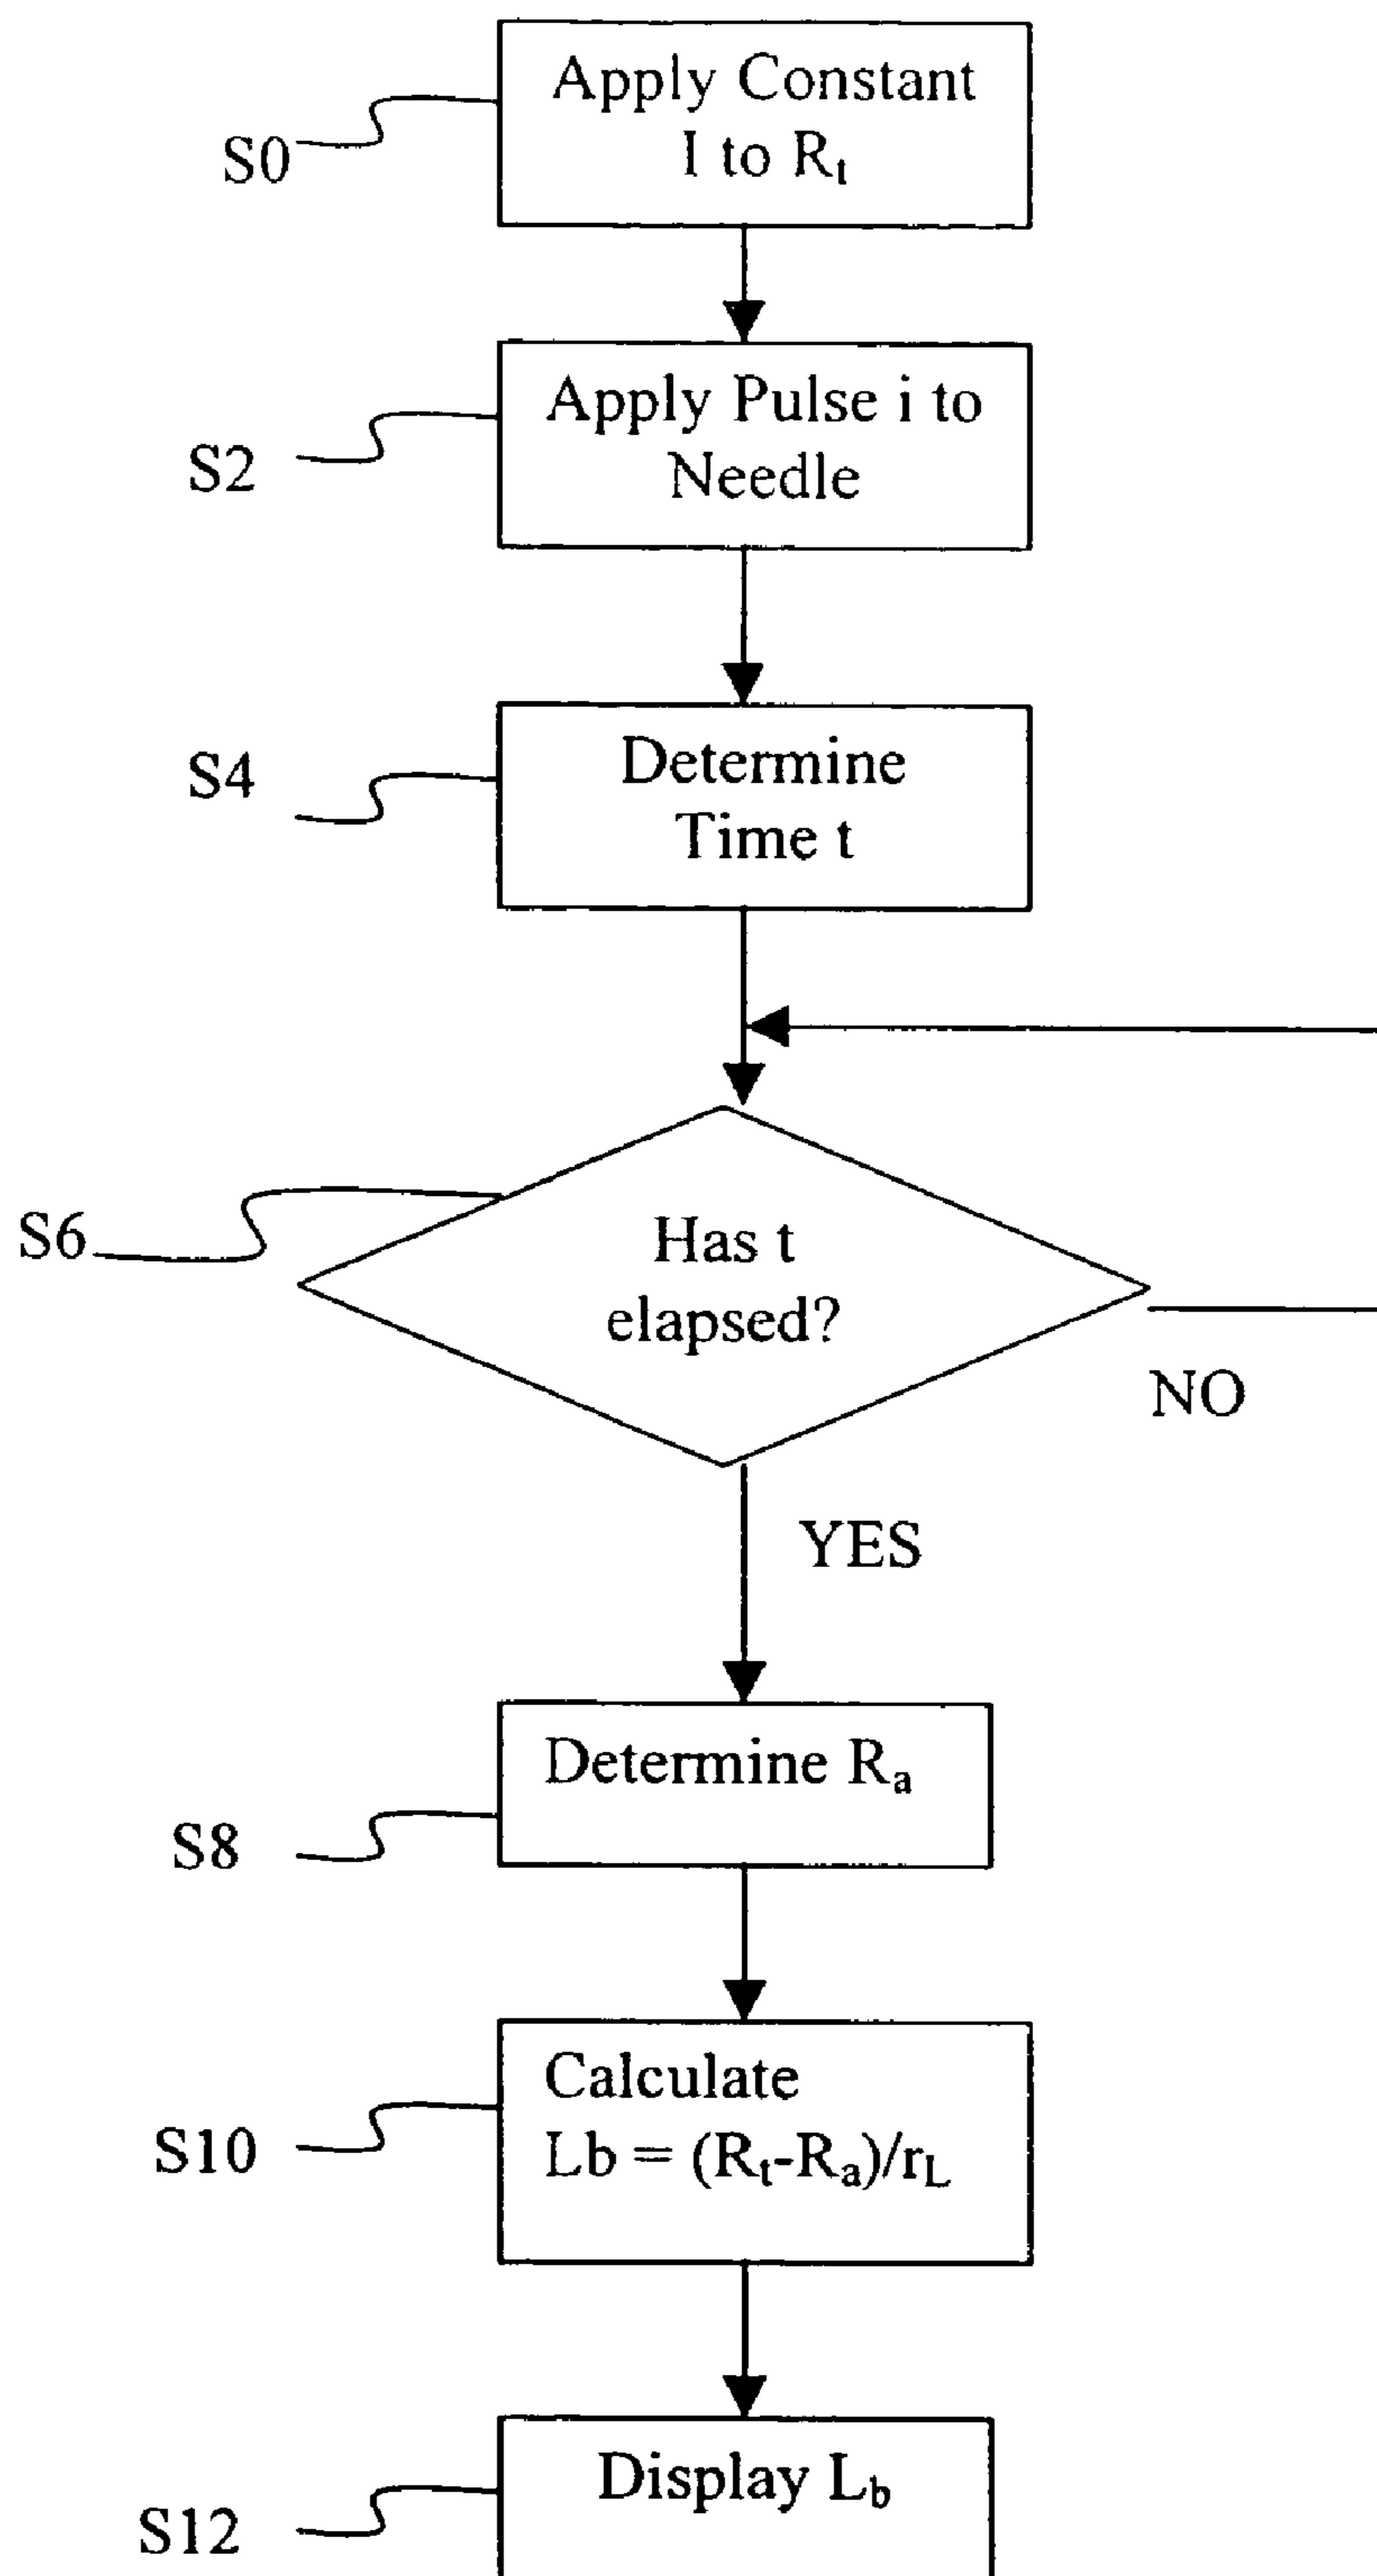 Apply Constant
I to Rt
S0
Apply Pulse i to
Needle
S2
Determine
Time t
S4
Has t
elapsed?
S6
NO
YES
Determine Ra
S8
Calculate
Lb = (Rt-Ra)/rL
S10
Display Lb
S12